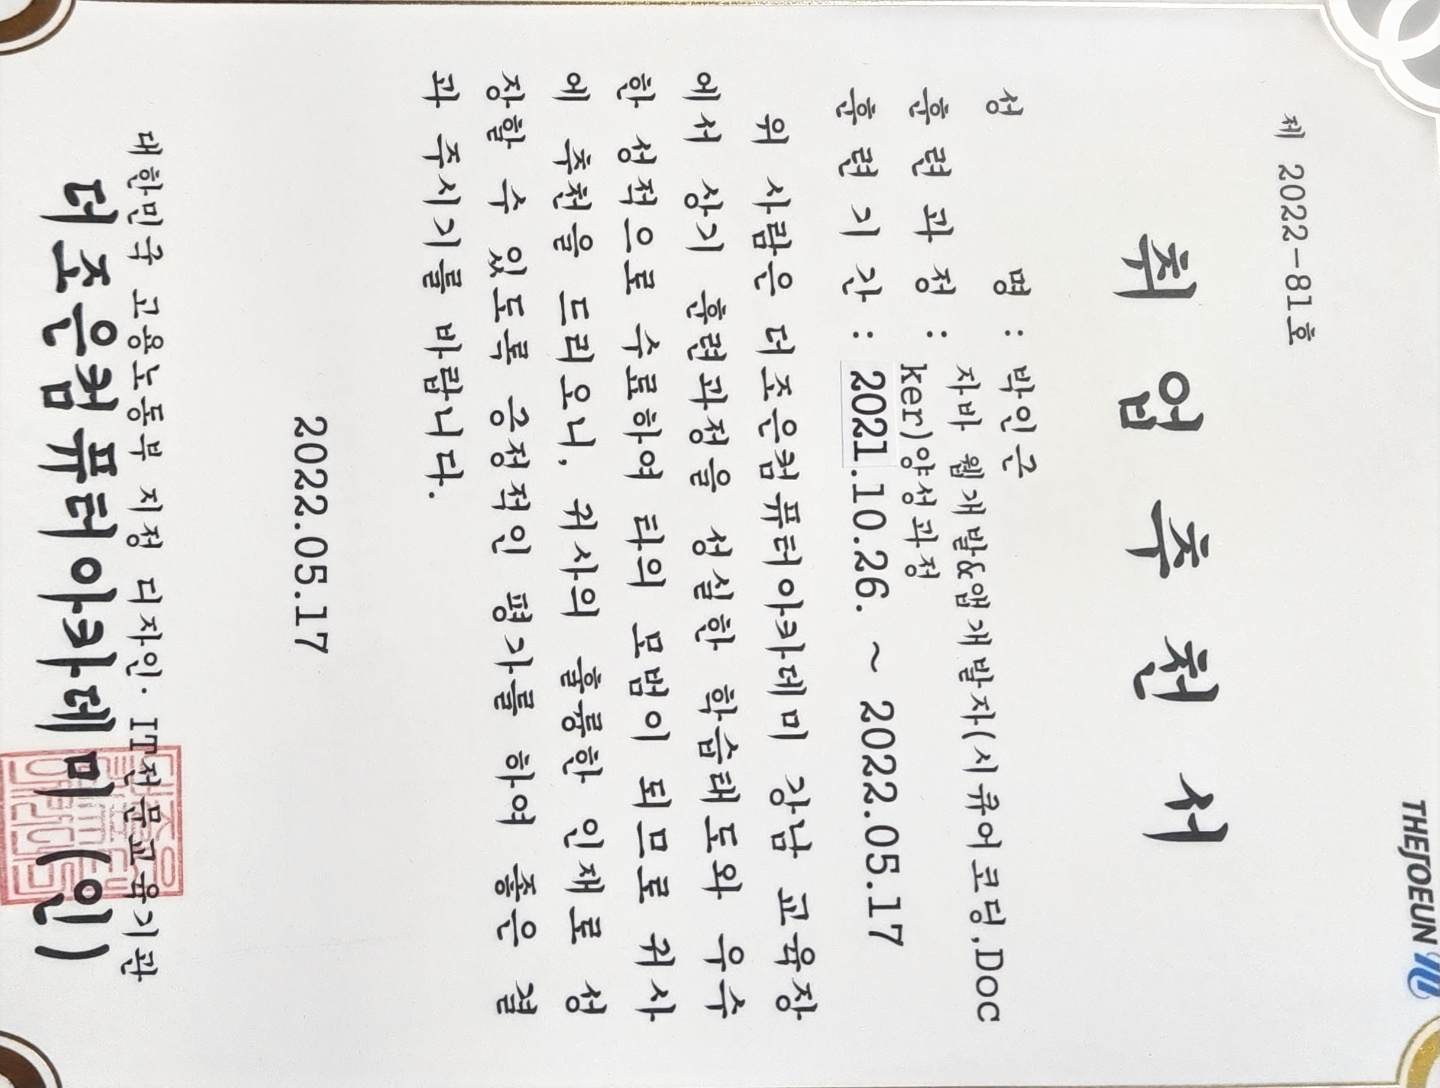 THEJOEUN
제 2022-81호
취업추천서
성 명 : 박인근
자바 웹개발&앱개발자(시큐어코딩,Doc
훈련과정 :
ker)양성과정
훈련기간 : 2021.10.26. ~ 2022.05.17
위 사람은 더조은컴퓨터아카데미 강남 교육장
에서 상기 훈련과정을 성실한 학습태도와 우수
한 성적으로 수료하여 타의 모범이 되므로 귀사
에 추천을 드리오니, 귀사의 훌륭한 인재로 성
장할 수 있도록 긍정적인 평가를 하여 좋은 결
과 주시기를 바랍니다.
2022.05.17
대한민국 고용노동부 지정 디자인· IT전문교육기관
더조은컴퓨터아카데미 (인)